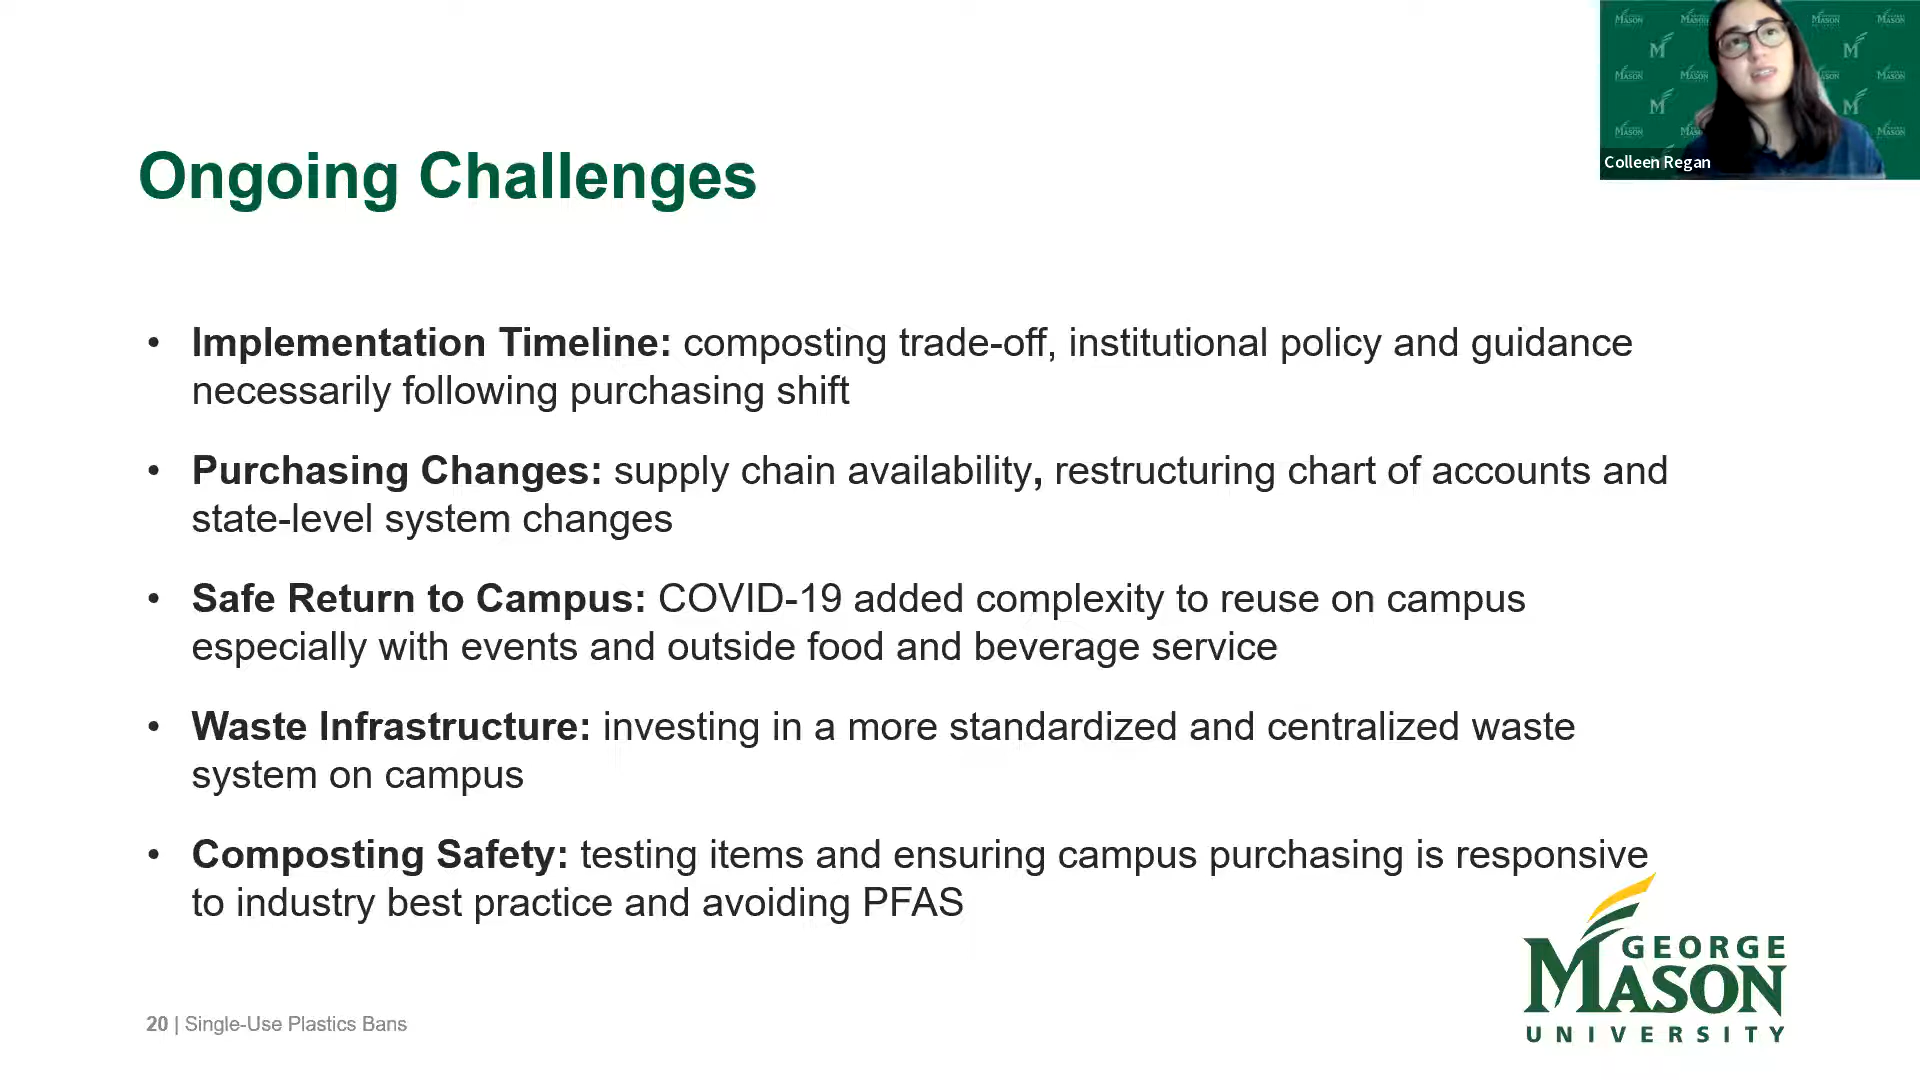 Colleen Regan
Ongoing Challenges
• Implementation Timeline: composting trade-off, institutional policy and guidance
necessarily following purchasing shift
• Purchasing Changes: supply chain availability, restructuring chart of accounts and
state-level system changes
• Safe Return to Campus: COVID-19 added complexity to reuse on campus
especially with events and outside food and beverage service
• Waste Infrastructure: investing in a more standardized and centralized waste
system on campus
• Composting Safety: testing items and ensuring campus purchasing is responsive
to industry best practice and avoiding PFAS
20 | Single-Use Plastics Bans
GEORGE
MASON
UNIVERSITY